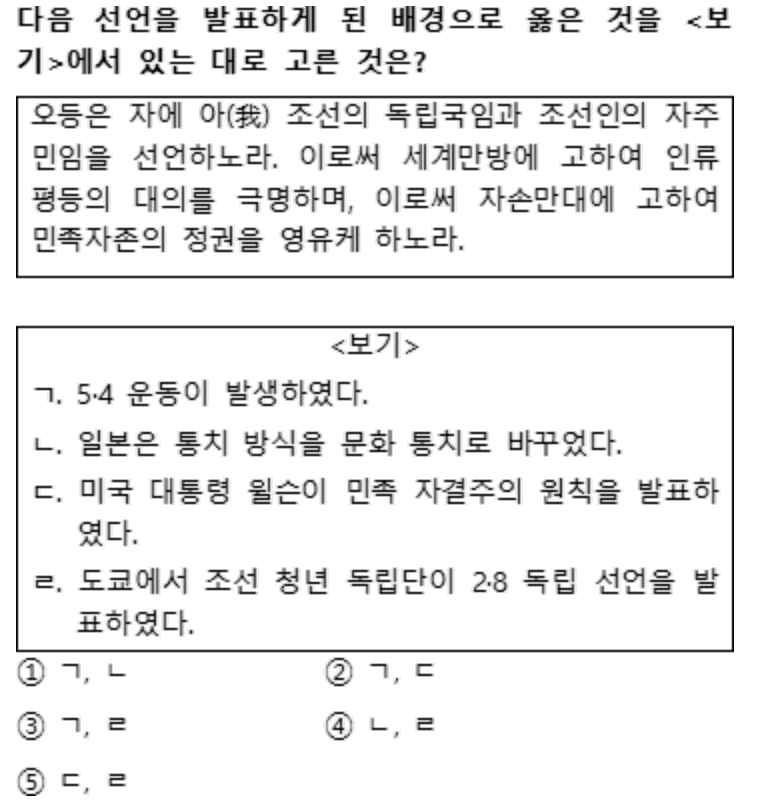 다음 선언을 발표하게 된 배경으로 옳은 것을 <보
기>에서 있는 대로 고른 것은?
오등은 자에 아(我) 조선의 독립국임과 조선인의 자주
민임을 선언하노라. 이로써 세계만방에 고하여 인류
평등의 대의를 극명하며, 이로써 자손만대에 고하여
민족자존의 정권을 영유케 하노라.
<보기>
ㄱ. 5·4 운동이 발생하였다.
ㄴ. 일본은 통치 방식을 문화 통치로 바꾸었다.
ㄷ. 미국 대통령 윌슨이 민족 자결주의 원칙을 발표하
였다.
ㄹ. 도쿄에서 조선 청년 독립단이 2·8 독립 선언을 발
표하였다.
① ㄱ, ㄴ ② ㄱ, ㄷ
③ ㄱ, ㄹ ④ ㄴ, ㄹ
⑤ ㄷ, ㄹ